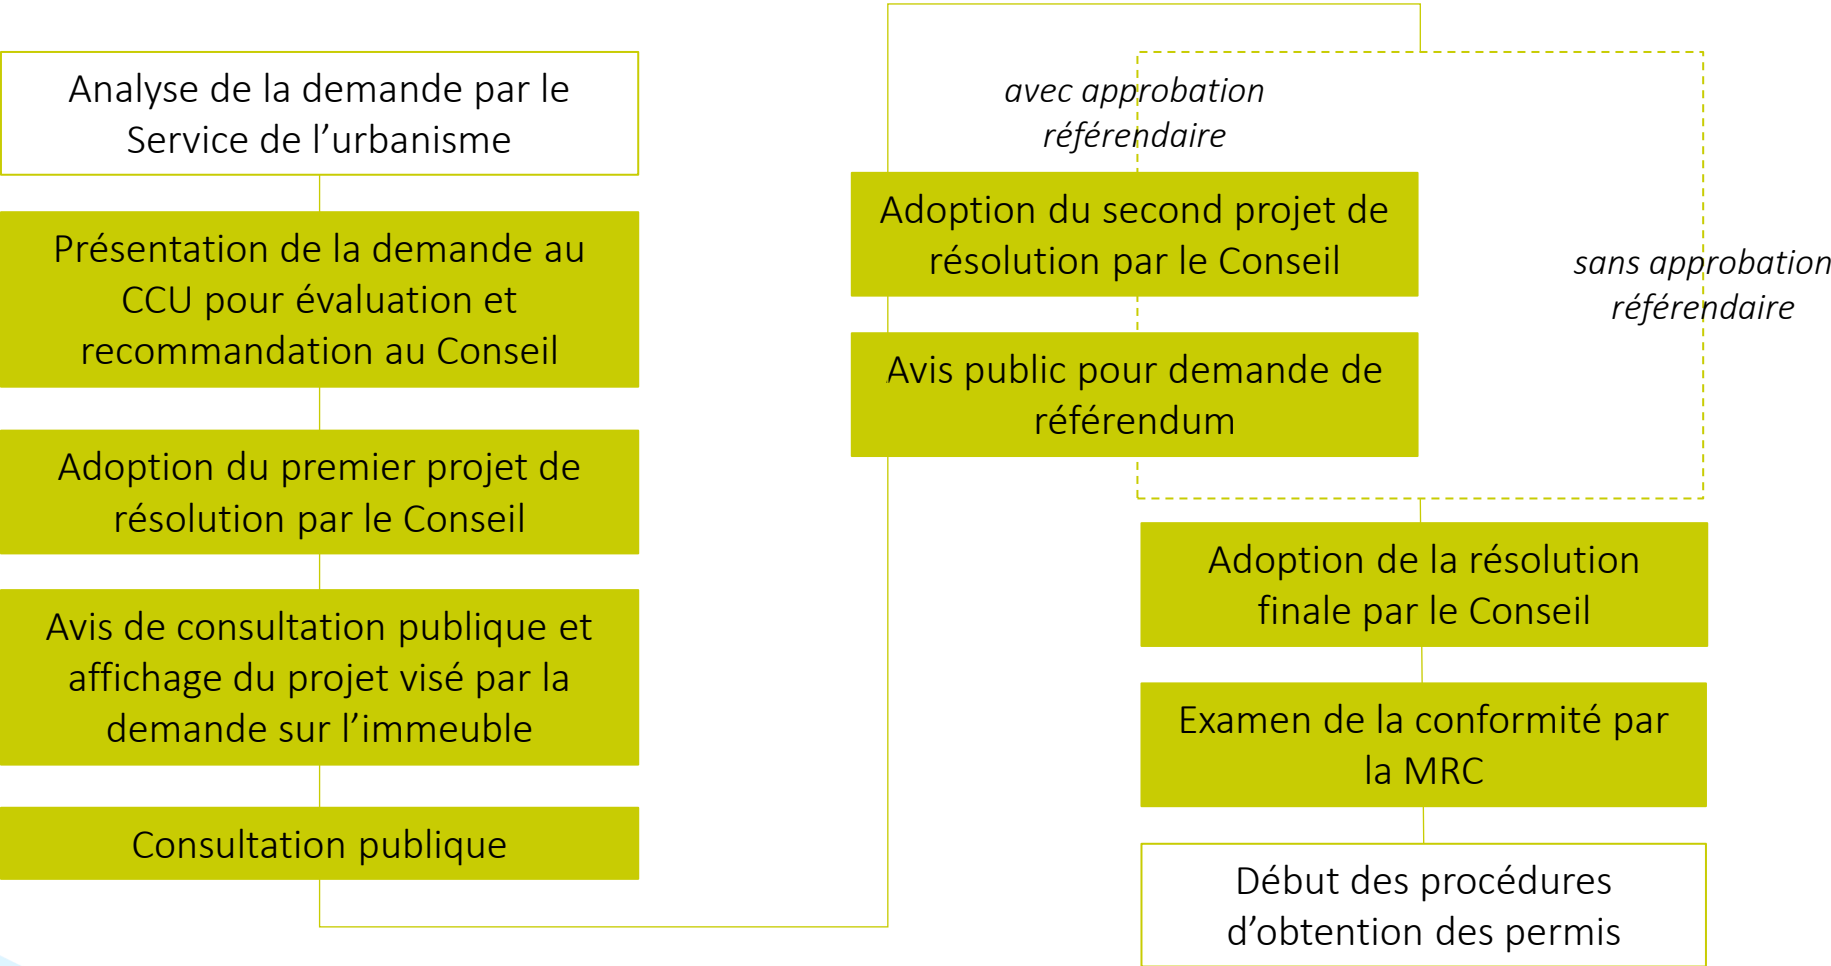 Analyse de la demande par le
Service de l’urbanisme
Présentation de la demande au
CCU pour évaluation et
recommandation au Conseil
Adoption du premier projet de
résolution par le Conseil
Avis de consultation publique et
affichage du projet visé par la
demande sur l’immeuble
Consultation publique
avec approbation
référendaire
Adoption du second projet de
résolution par le Conseil
Avis public pour demande de
référendum
sans approbation
référendaire
Adoption de la résolution
finale par le Conseil
Examen de la conformité par
la MRC
Début des procédures
d’obtention des permis